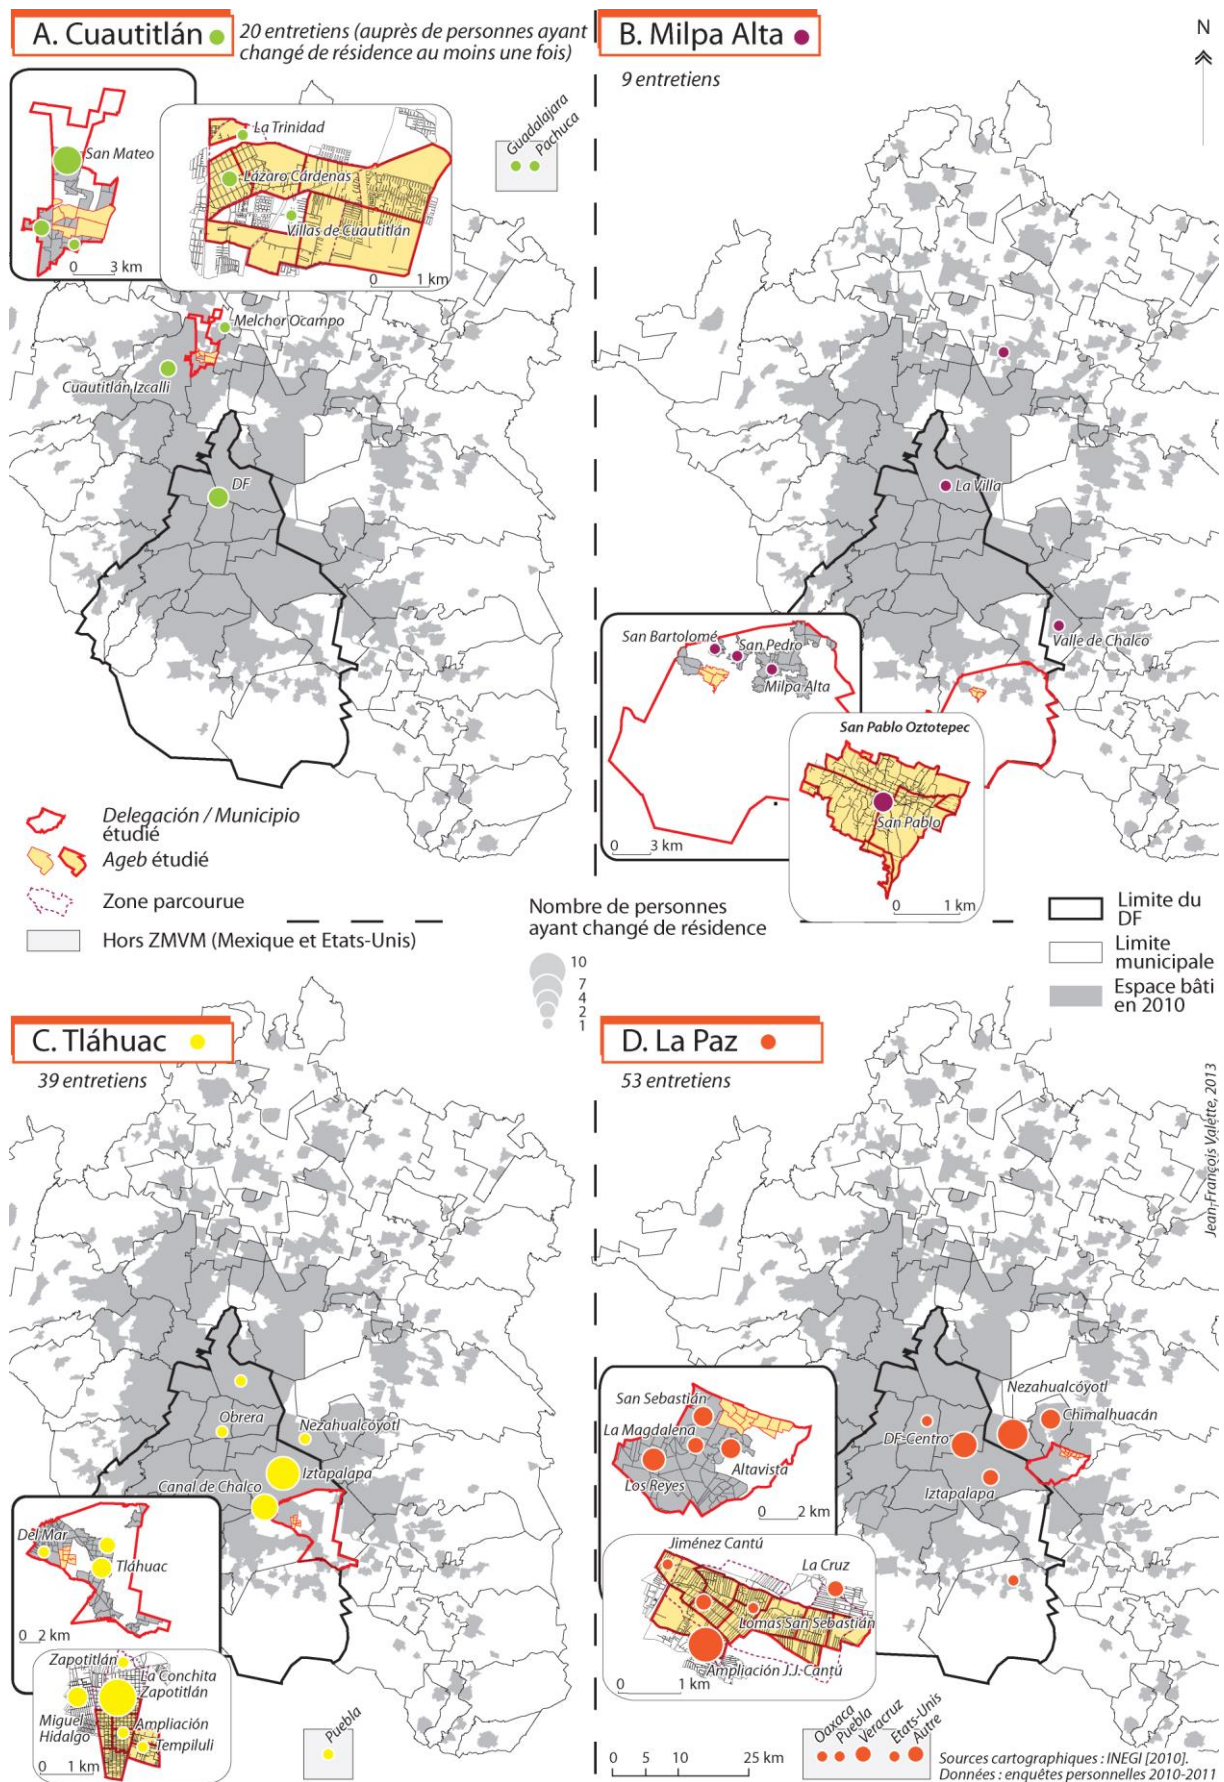 A. Cuautitlán
20 entretiens (auprès de personnes ayant
changé de résidence au moins une fois)
San Mateo
0 3 km
La Trinidad
Lázaro Cárdenas
Villas de Cuautitlán
0 1 km
Guadalajara
Pachuca
Melchor Ocampo
Cuautitlán Izcalli
DF
B. Milpa Alta
9 entretiens
N
La Villa
Valle de Chalco
San Bartolomé
San Pedro
Milpa Alta
0 3 km
San Pablo Oztotepec
San Pablo
0 1 km
Delegación / Municipio
étudié
Ageb étudié
Zone parcourue
Hors ZMVM (Mexique et Etats-Unis)
Nombre de personnes
ayant changé de résidence
10
7
4
2
1
Limite du
DF
Limite
municipale
Espace bâti
en 2010
C. Tláhuac
39 entretiens
Obrera
Nezahualcóyotl
Iztapalapa
Canal de Chalco
Del Mar
Tláhuac
0 2 km
Zapotitlán
La Conchita
Zapotitlán
Miguel
Hidalgo
Ampliación
Tempiluli
0 1 km
Puebla
D. La Paz
53 entretiens
Jean-François Valette, 2013
Nezahualcóyotl
Chimalhuacán
DF-Centro
Iztapalapa
San Sebastián
La Magdalena
Altavista
Los Reyes
0 2 km
Jiménez Cantú
La Cruz
Lomas San Sebastián
Ampliación J.J. Cantú
0 1 km
Oaxaca
Puebla
Veracruz
Etats-Unis
Autre
0 5 10 25 km
Sources cartographiques : INEGI [2010].
Données : enquêtes personnelles 2010-2011